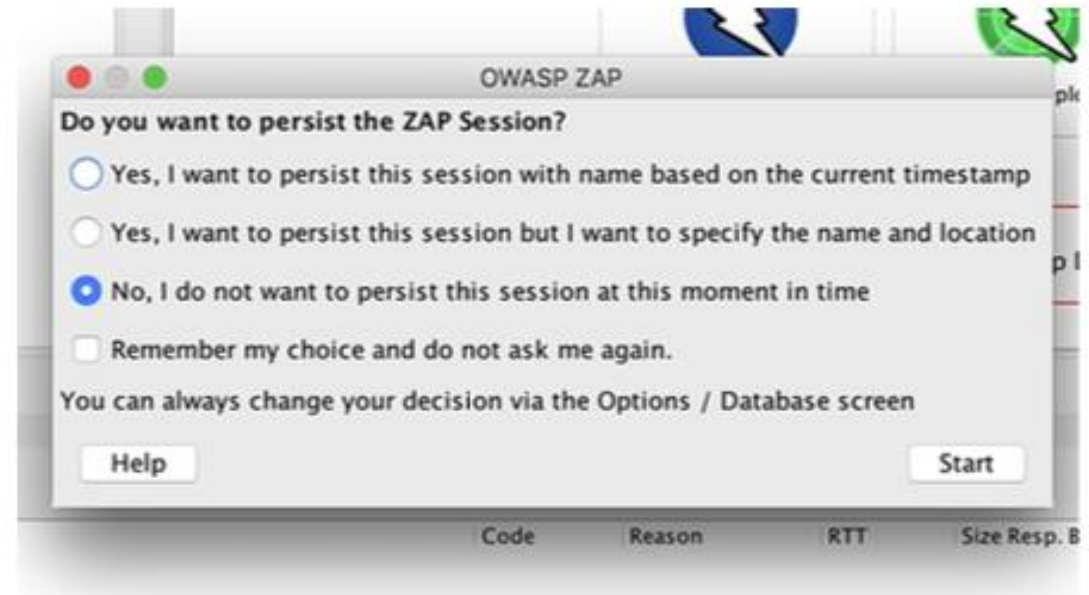 OWASP ZAP
Do you want to persist the ZAP Session?
Yes, I want to persist this session with name based on the current timestamp
Yes, I want to persist this session but I want to specify the name and location
No, I do not want to persist this session at this moment in time
Remember my choice and do not ask me again.
You can always change your decision via the Options / Database screen
Help Start
Code Reason RTT Size Resp. B